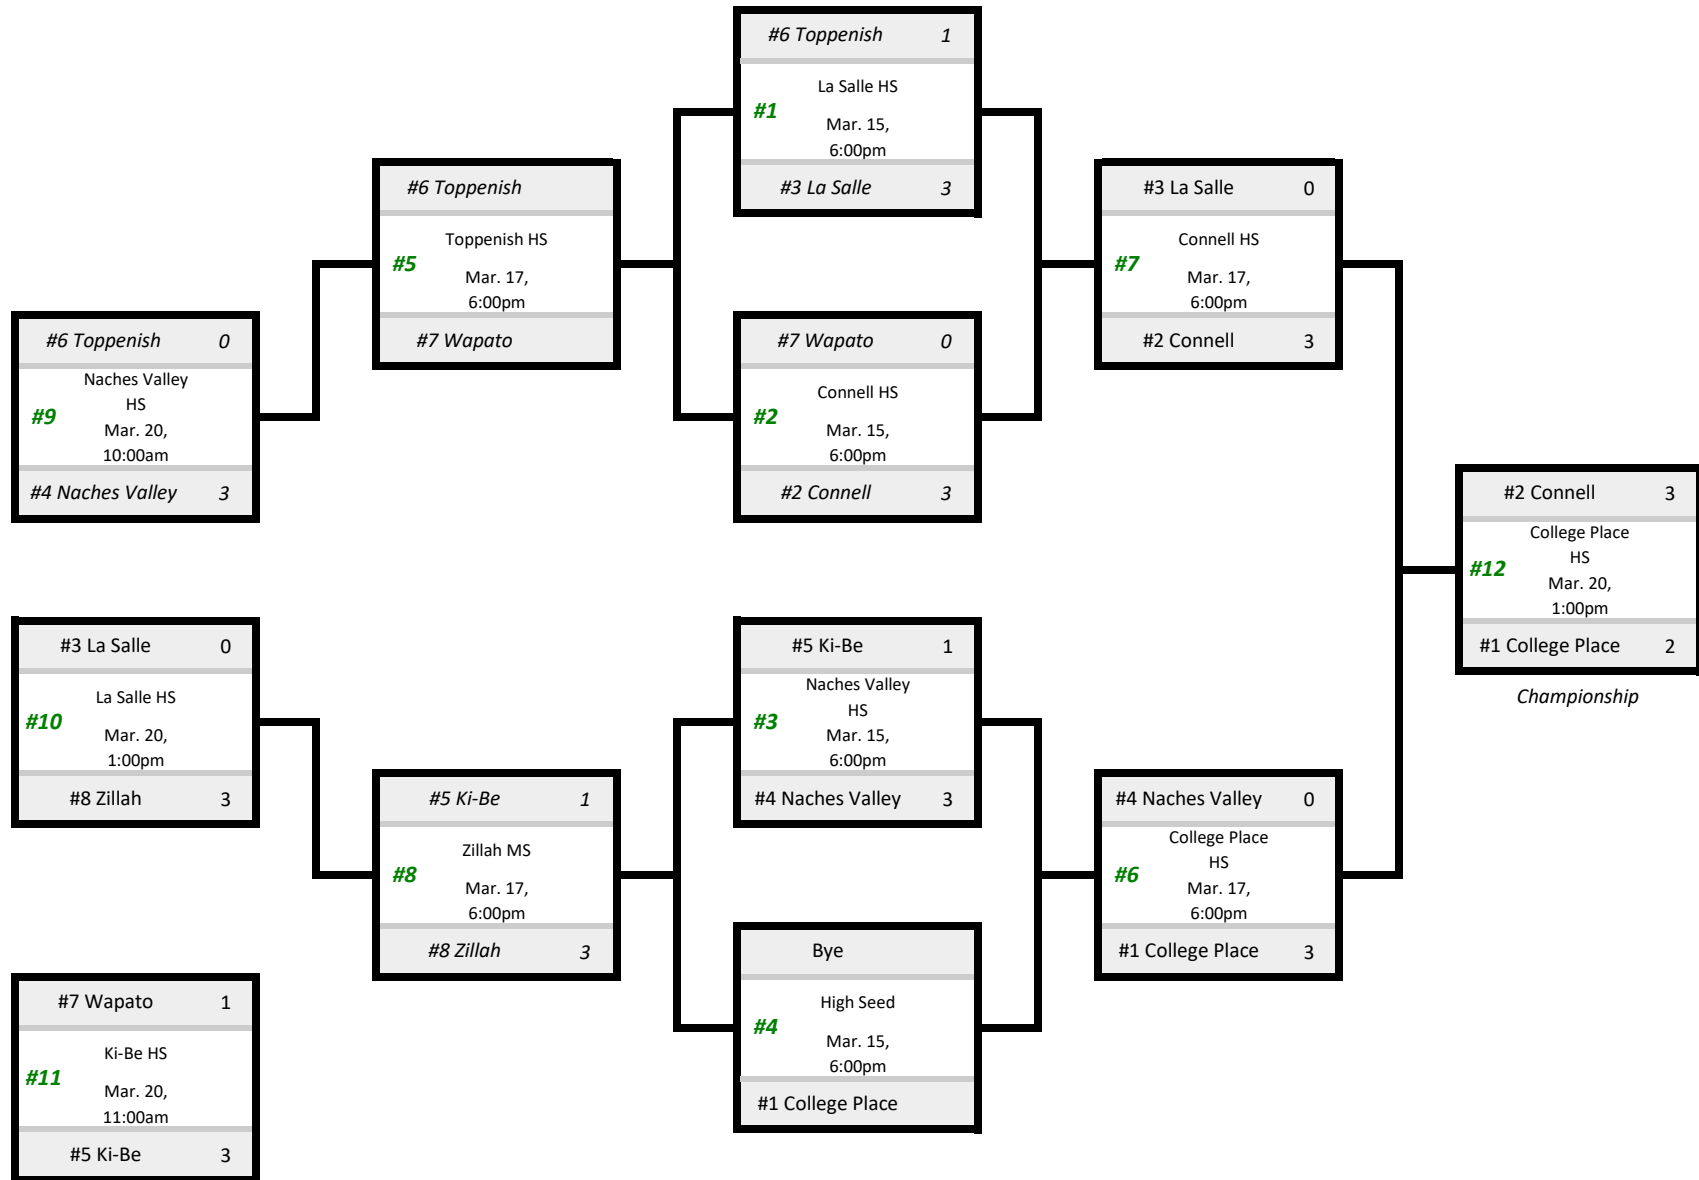 #6 Toppenish 1
La Salle HS
#1
Mar. 15,
6:00pm
#3 La Salle 3
#6 Toppenish
Toppenish HS
#5
Mar. 17,
6:00pm
#7 Wapato
#3 La Salle 0
Connell HS
#7
Mar. 17,
6:00pm
#2 Connell 3
#6 Toppenish 0
Naches Valley
HS
#9
Mar. 20,
10:00am
#4 Naches Valley 3
#7 Wapato 0
Connell HS
#2
Mar. 15,
6:00pm
#2 Connell 3
#2 Connell 3
College Place
HS
#12
Mar. 20,
1:00pm
#1 College Place 2
Championship
#3 La Salle 0
La Salle HS
#10
Mar. 20,
1:00pm
#8 Zillah 3
#5 Ki-Be 1
Naches Valley
HS
#3
Mar. 15,
6:00pm
#4 Naches Valley 3
#5 Ki-Be 1
Zillah MS
#8
Mar. 17,
6:00pm
#8 Zillah 3
#4 Naches Valley 0
College Place
HS
#6
Mar. 17,
6:00pm
#1 College Place 3
Bye
High Seed
#4
Mar. 15,
6:00pm
#1 College Place
#7 Wapato 1
Ki-Be HS
#11
Mar. 20,
11:00am
#5 Ki-Be 3